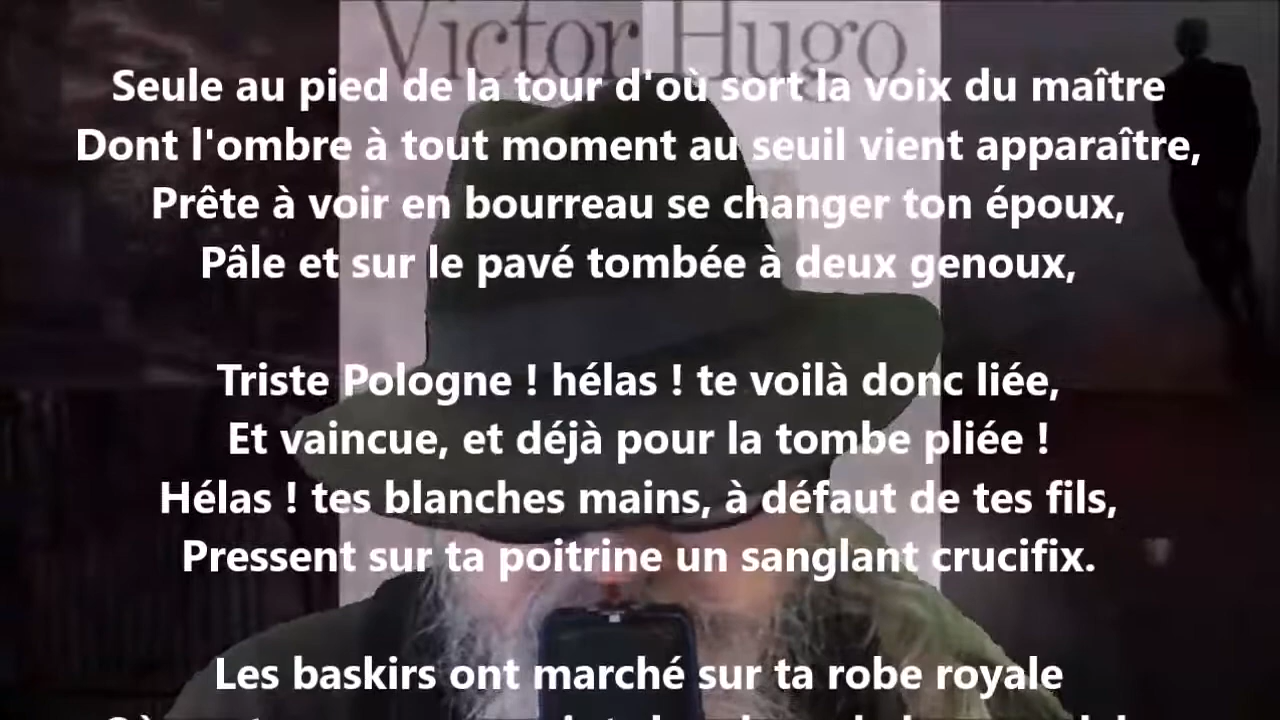 Victor Hugo
Seule au pied de la tour d'où sort la voix du maître
Dont l'ombre à tout moment au seuil vient apparaître,
Prête à voir en bourreau se changer ton époux,
Pâle et sur le pavé tombée à deux genoux,
Triste Pologne ! hélas ! te voilà donc liée,
Et vaincue, et déjà pour la tombe pliée !
Hélas ! tes blanches mains, à défaut de tes fils,
Pressent sur ta poitrine un sanglant crucifix.
Les baskirs ont marché sur ta robe royale